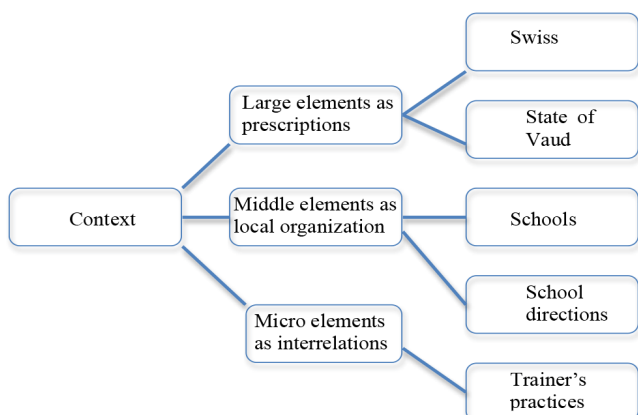 Swiss
Large elements as
prescriptions
State of
Vaud
Context
Middle elements as
local organization
Schools
School
directions
Micro elements
as interrelations
Trainer's
practices